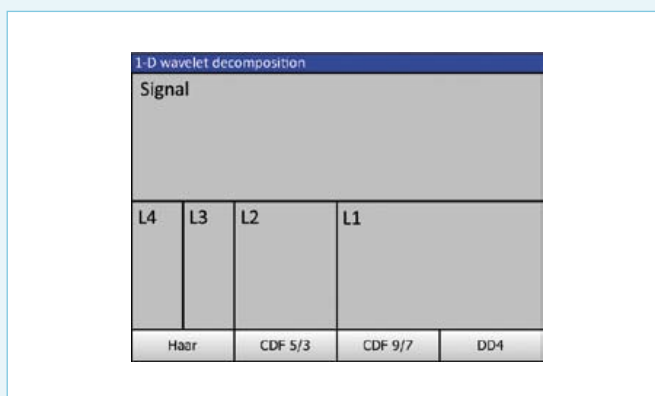 1-D wavelet decomposition
Signal
L4 L3 L2 L1
Haar CDF 5/3 CDF 9/7 DD4